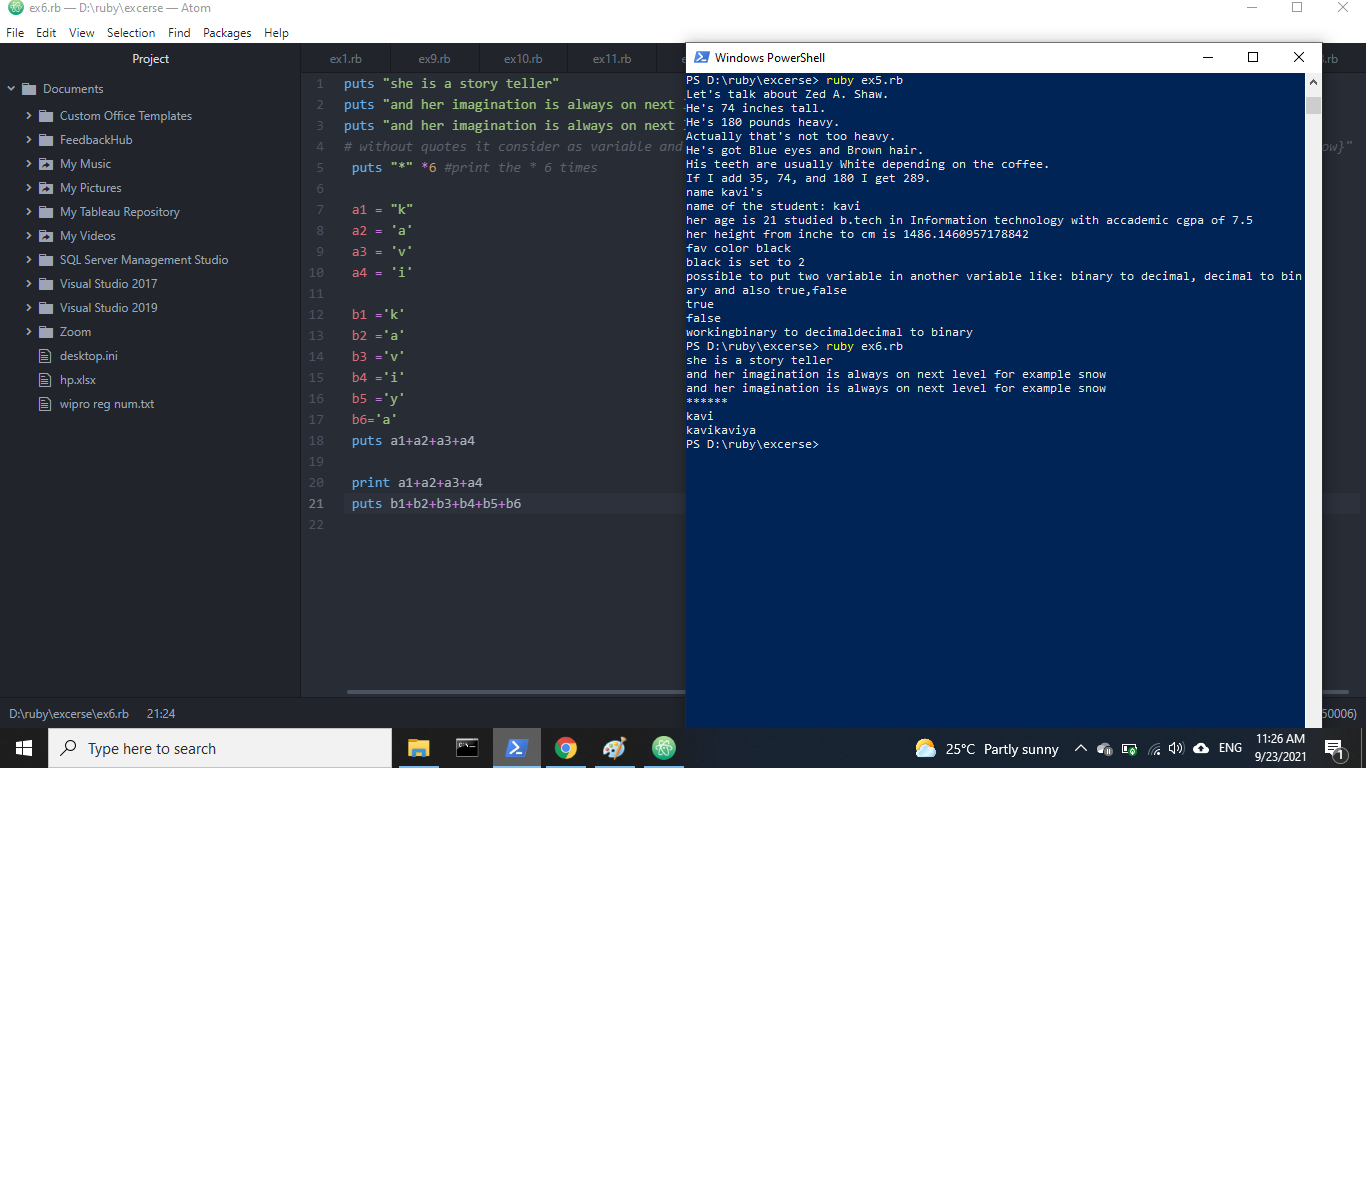 ex6.rb — D:\ruby\excerse — Atom
File Edit View Selection Find Packages Help
Project
ex1.rb ex9.rb ex10.rb ex11.rb
Documents
Custom Office Templates
FeedbackHub
My Music
My Pictures
My Tableau Repository
My Videos
SQL Server Management Studio
Visual Studio 2017
Visual Studio 2019
Zoom
desktop.ini
hp.xlsx
wipro reg num.txt
1 puts "she is a story teller"
2 puts "and her imagination is always on next
3 puts "and her imagination is always on next
4 # without quotes it consider as variable and
5 puts "*" *6 #print the * 6 times
6
7 a1 = "k"
8 a2 = 'a'
9 a3 = 'v'
10 a4 = 'i'
11
12 b1 ='k'
13 b2 ='a'
14 b3 ='v'
15 b4 ='i'
16 b5 ='y'
17 b6='a'
18 puts a1+a2+a3+a4
19
20 print a1+a2+a3+a4
21 puts b1+b2+b3+b4+b5+b6
22
Windows PowerShell
PS D:\ruby\excerse> ruby ex5.rb
Let's talk about Zed A. Shaw.
He's 74 inches tall.
He's 180 pounds heavy.
Actually that's not too heavy.
He's got Blue eyes and Brown hair.
His teeth are usually White depending on the coffee.
If I add 35, 74, and 180 I get 289.
name kavi's
name of the student: kavi
her age is 21 studied b.tech in Information technology with accademic cgpa of 7.5
her height from inche to cm is 1486.1460957178842
fav color black
black is set to 2
possible to put two variable in another variable like: binary to decimal, decimal to bin
ary and also true,false
true
false
workingbinary to decimaldecimal to binary
PS D:\ruby\excerse> ruby ex6.rb
she is a story teller
and her imagination is always on next level for example snow
and her imagination is always on next level for example snow
******
kavi
kavikaviya
PS D:\ruby\excerse>
D:\ruby\excerse\ex6.rb 21:24
Type here to search
25°C Partly sunny
ENG
11:26 AM
9/23/2021
1